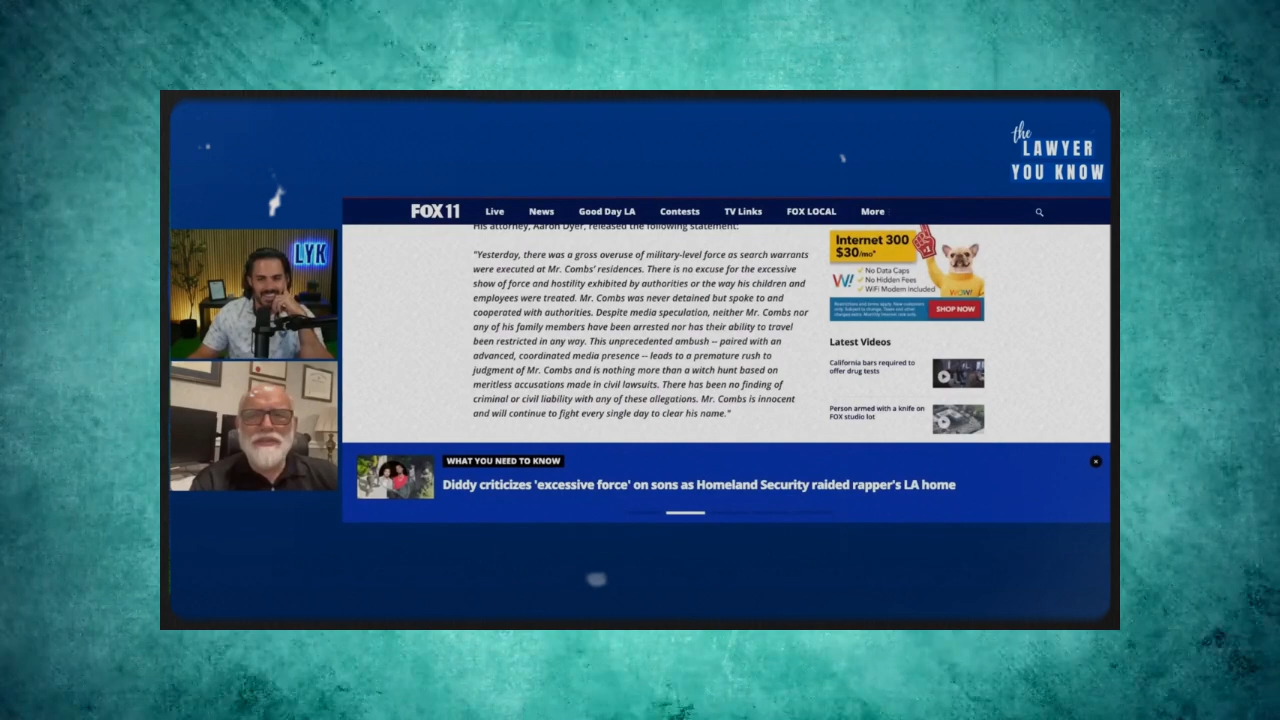 the
LAWYER
YOU KNOW
FOX 11 Live News Good Day LA Contests TV Links FOX LOCAL More
LYK
His attorney, Aaron Dyer, released the following statement:
"Yesterday, there was a gross overuse of military-level force as search warrants
were executed at Mr. Combs' residences. There is no excuse for the excessive
show of force and hostility exhibited by authorities or the way his children and
employees were treated. Mr. Combs was never detained but spoke to and
cooperated with authorities. Despite media speculation, neither Mr. Combs nor
any of his family members have been arrested nor has their ability to travel
been restricted in any way. This unprecedented ambush -- paired with an
advanced, coordinated media presence -- leads to a premature rush to
judgment of Mr. Combs and is nothing more than a witch hunt based on
meritless accusations made in civil lawsuits. There has been no finding of
criminal or civil liability with any of these allegations. Mr. Combs is innocent
and will continue to fight every single day to clear his name."
Internet 300
$30/mo*
W!
No Data Caps
No Hidden Fees
WiFi Modem Included
WOW!
SHOP NOW
Latest Videos
California bars required to
offer drug tests
Person armed with a knife on
FOX studio lot
WHAT YOU NEED TO KNOW
Diddy criticizes 'excessive force' on sons as Homeland Security raided rapper's LA home